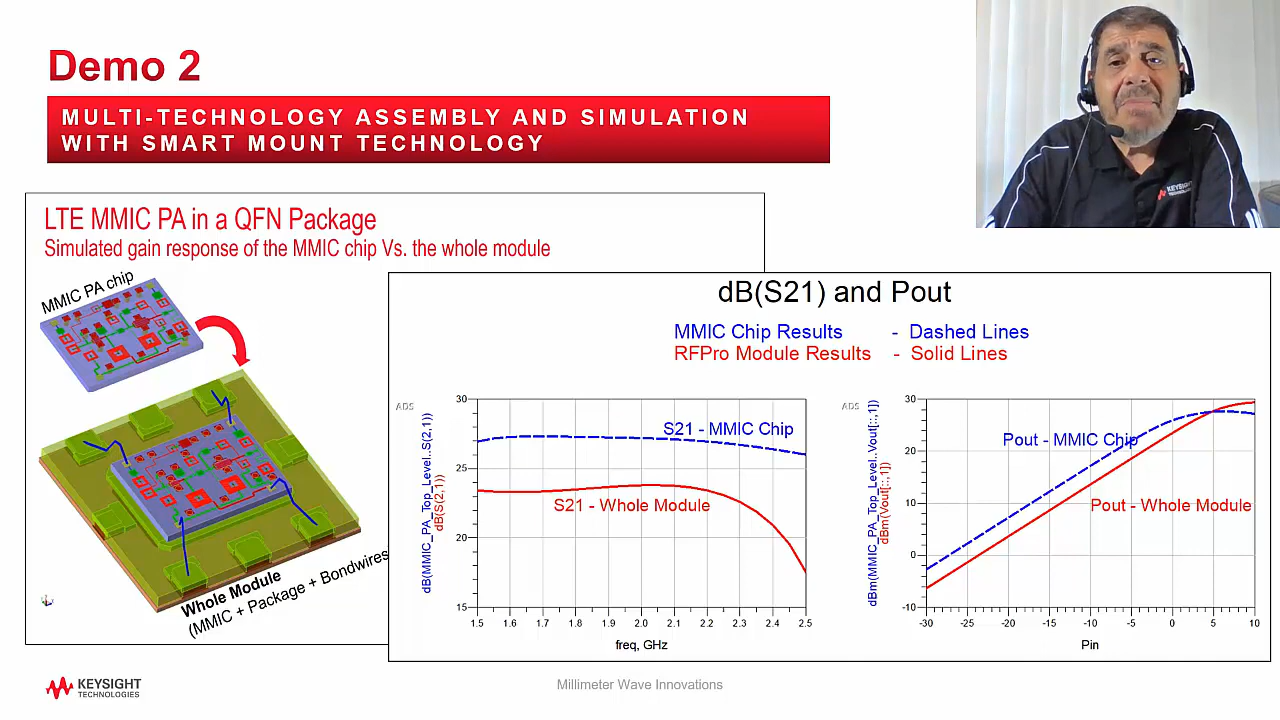 Demo 2
MULTI-TECHNOLOGY ASSEMBLY AND SIMULATION
WITH SMART MOUNT TECHNOLOGY
KEYSIGHT
TECHNOLOGIES
LTE MMIC PA in a QFN Package
Simulated gain response of the MMIC chip Vs. the whole module
MMIC PA chip
Whole Module
(MMIC + Package + Bondwires
dB(S21) and Pout
MMIC Chip Results - Dashed Lines
RFPro Module Results - Solid Lines
ADS
dB(MMIC_PA_Top_Level..S(2,1))
dB(S(2,1))
30
25
20
15
S21 - MMIC Chip
S21 - Whole Module
1.5 1.6 1.7 1.8 1.9 2.0 2.1 2.2 2.3 2.4 2.5
freq, GHz
ADS
dBm(MMIC_PA_Top_Level..Vout[::,1])
dBm(Vout[::,1])
30
20
10
0
-10
Pout - MMIC Chip
Pout - Whole Module
-30 -25 -20 -15 -10 -5 0 5 10
Pin
KEYSIGHT
TECHNOLOGIES
Millimeter Wave Innovations